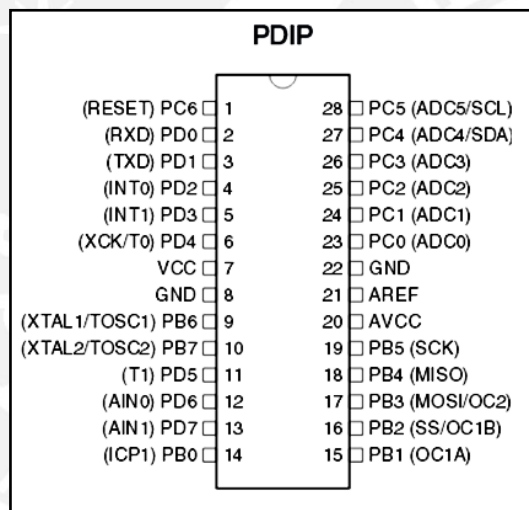 PDIP
(RESET) PC6 1 28 PC5 (ADC5/SCL)
(RXD) PD0 2 27 PC4 (ADC4/SDA)
(TXD) PD1 3 26 PC3 (ADC3)
(INT0) PD2 4 25 PC2 (ADC2)
(INT1) PD3 5 24 PC1 (ADC1)
(XCK/T0) PD4 6 23 PC0 (ADC0)
VCC 7 22 GND
GND 8 21 AREF
(XTAL1/TOSC1) PB6 9 20 AVCC
(XTAL2/TOSC2) PB7 10 19 PB5 (SCK)
(T1) PD5 11 18 PB4 (MISO)
(AIN0) PD6 12 17 PB3 (MOSI/OC2)
(AIN1) PD7 13 16 PB2 (SS/OC1B)
(ICP1) PB0 14 15 PB1 (OC1A)